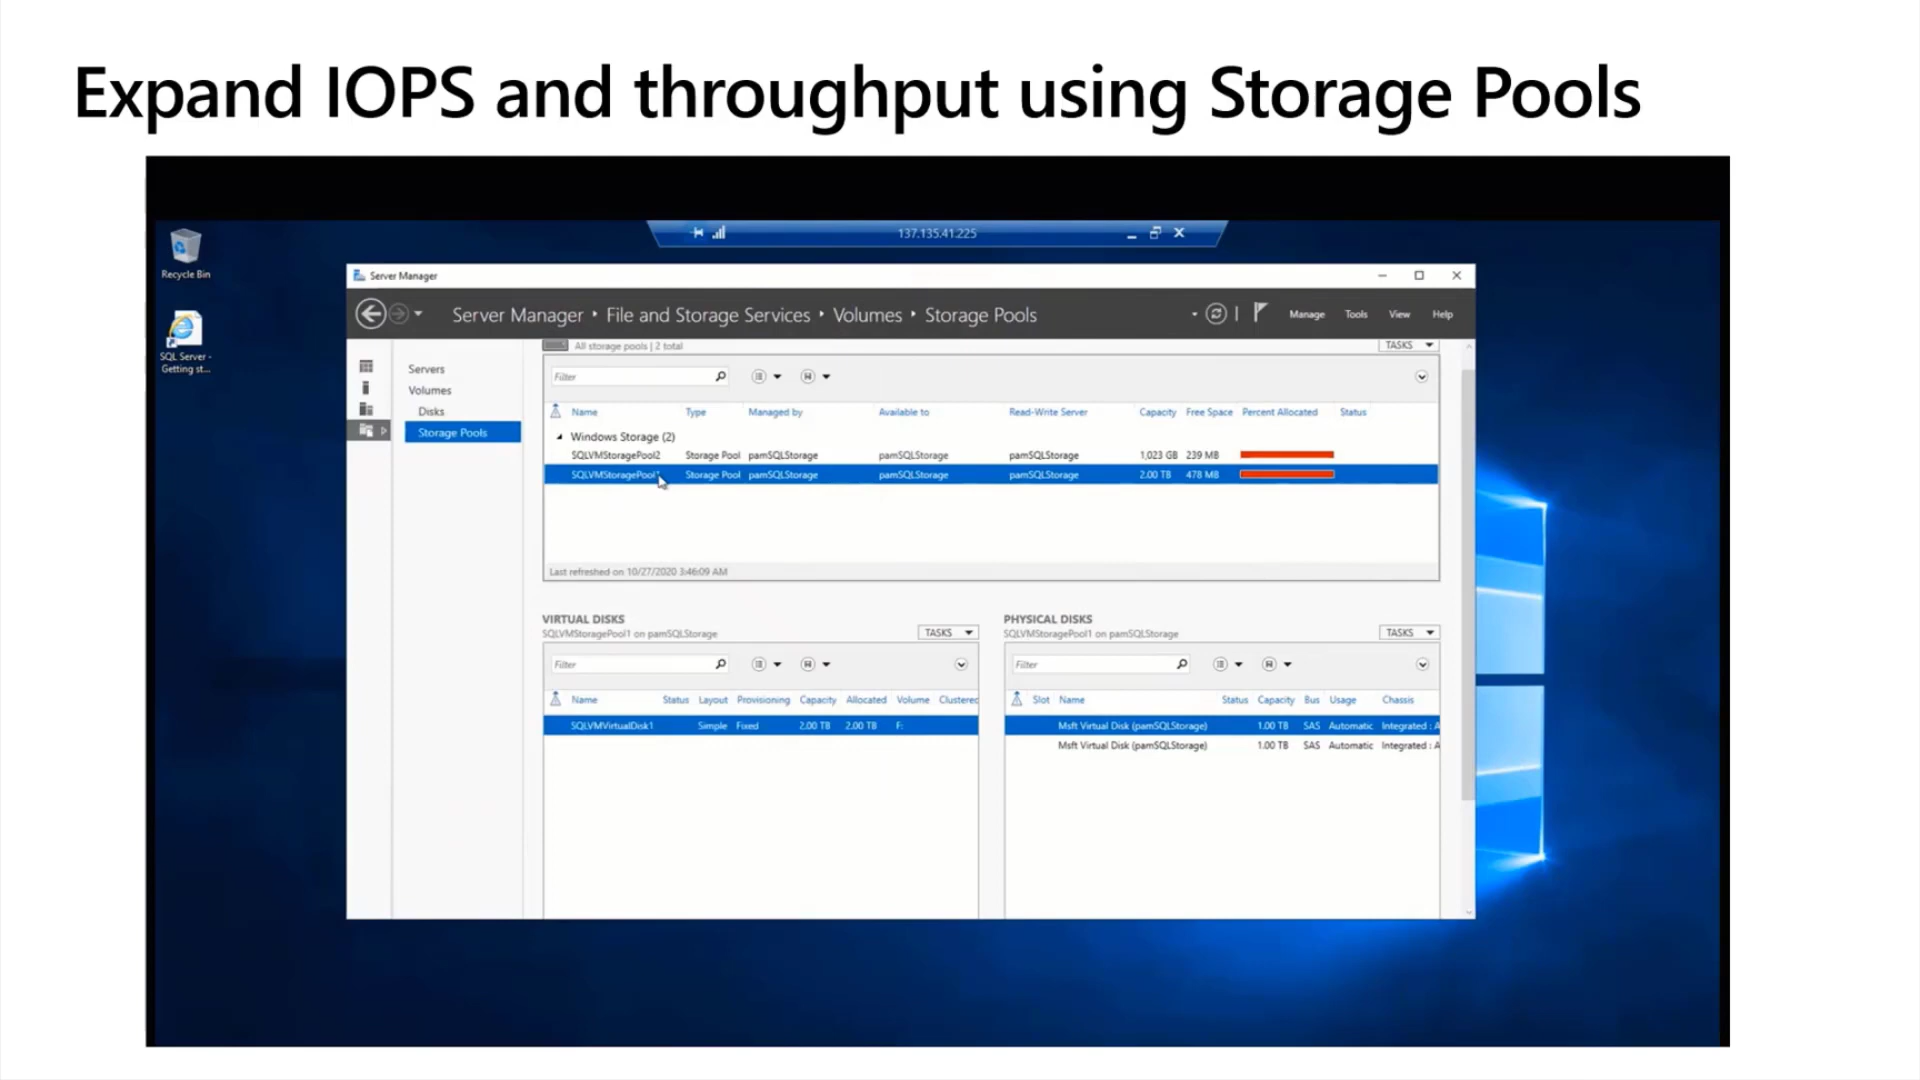 Expand IOPS and throughput using Storage Pools
137.135.41.225
Recycle Bin
SQL Server -
Getting st...
Server Manager
Server Manager • File and Storage Services • Volumes • Storage Pools
Manage Tools View Help
Servers
Volumes
Disks
Storage Pools
All storage pools | 2 total
TASKS
Filter
Name Type Managed by Available to Read-Write Server Capacity Free Space Percent Allocated Status
Windows Storage (2)
SQLVMStoragePool2 Storage Pool pamSQLStorage pamSQLStorage pamSQLStorage 1,023 GB 239 MB
SQLVMStoragePool1 Storage Pool pamSQLStorage pamSQLStorage pamSQLStorage 2.00 TB 478 MB
Last refreshed on 10/27/2020 3:46:09 AM
VIRTUAL DISKS
SQLVMStoragePool1 on pamSQLStorage
TASKS
Filter
Name Status Layout Provisioning Capacity Allocated Volume Clustered
SQLVMVirtualDisk1 Simple Fixed 2.00 TB 2.00 TB F:
PHYSICAL DISKS
SQLVMStoragePool1 on pamSQLStorage
TASKS
Filter
Slot Name Status Capacity Bus Usage Chassis
Msft Virtual Disk (pamSQLStorage) 1.00 TB SAS Automatic Integrated : A
Msft Virtual Disk (pamSQLStorage) 1.00 TB SAS Automatic Integrated : A